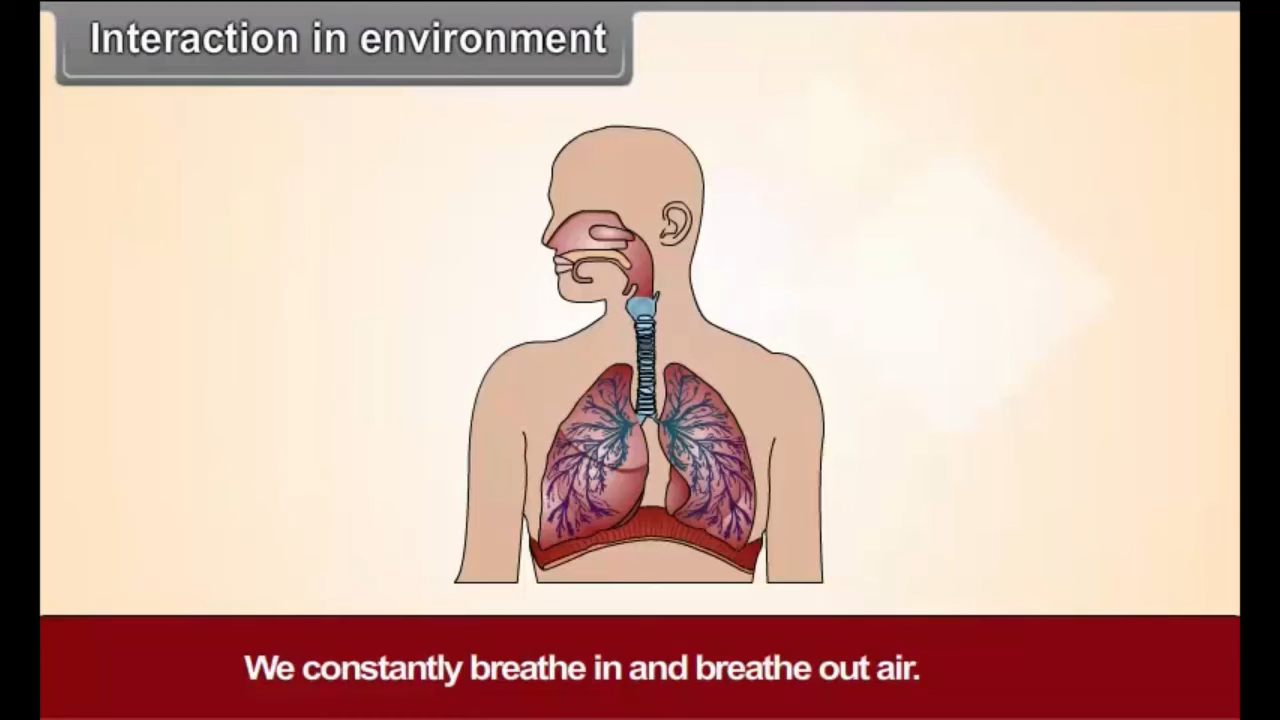 Interaction in environment
We constantly breathe in and breathe out air.